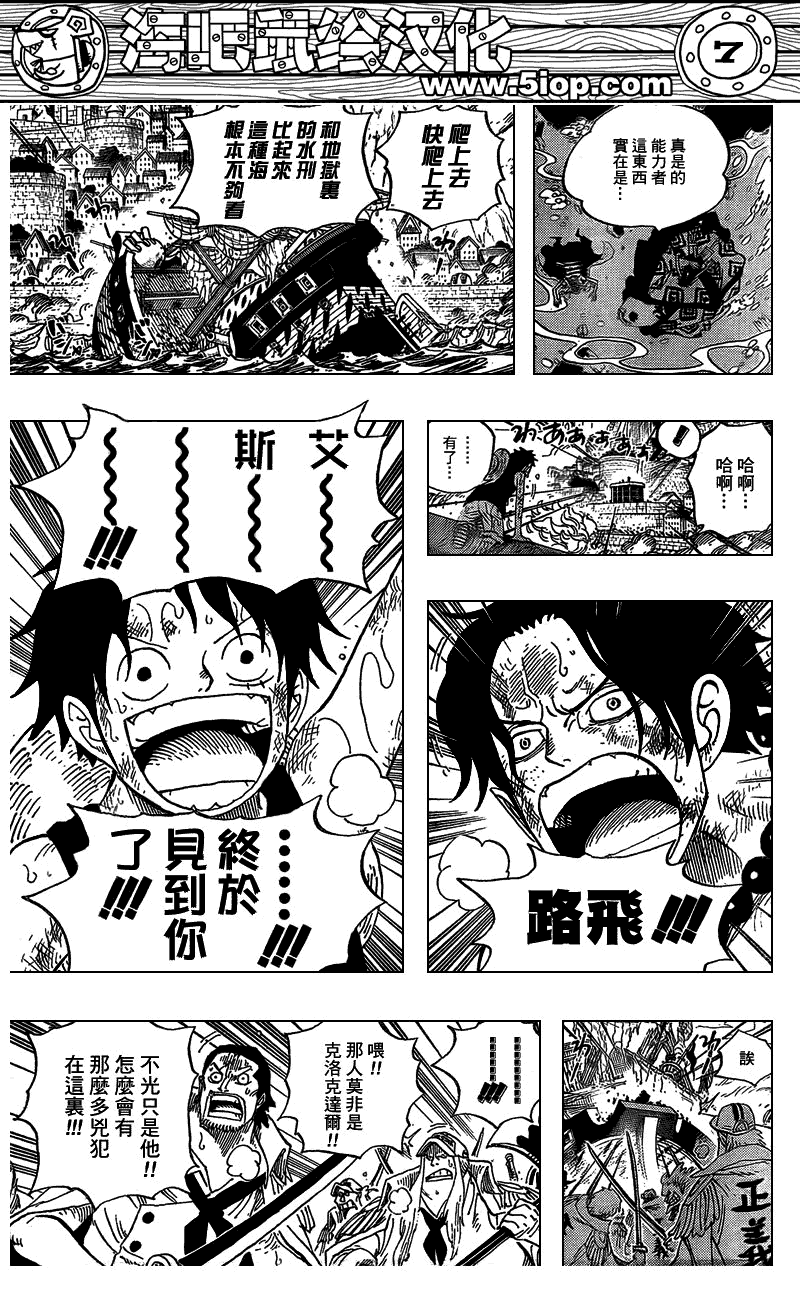 海贼荒绘汉化
www.5iop.com
7
真是的
能力者
這東西
實在是…
爬上去
快爬上去
和地獄裏
的水刑
比起來
這種海
根本不夠看
哈啊…
哈啊…
!
……
有了…
艾~~
斯~~
~~
~~!!!
路飛!!!
……!!!
終於
見到你
了!!!
誒
正義
……!!!
喂!!
那人莫非是
克洛克達爾!!
不光只是他!!
怎麼會有
那麼多兇犯
在這裏!!!